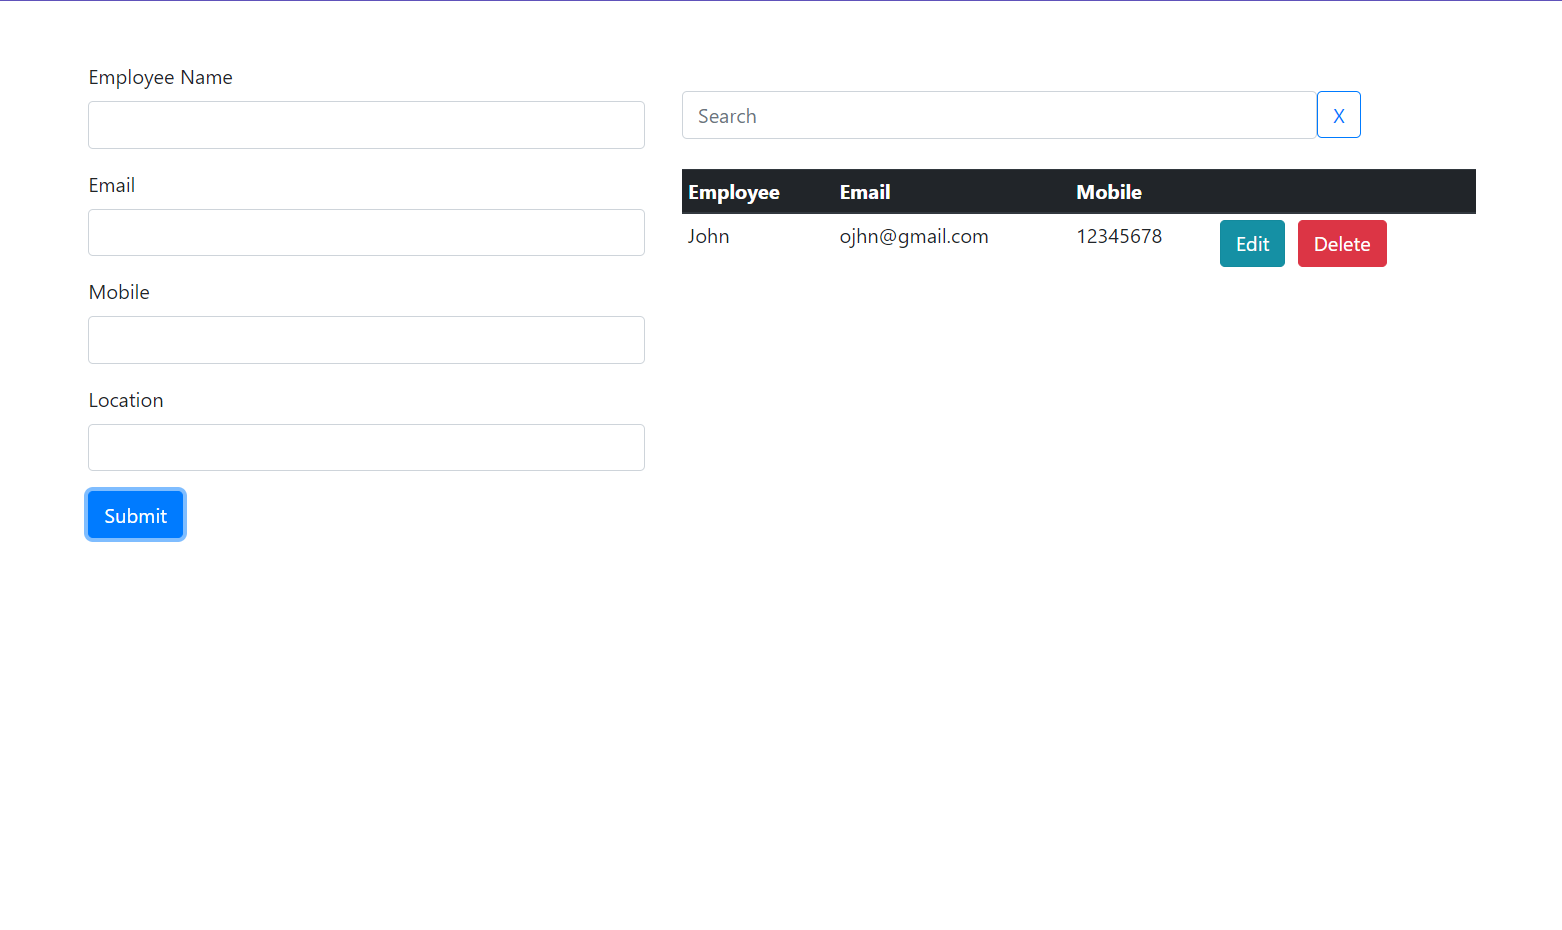 Employee Name
Email
Mobile
Location
Submit
Search X
Employee Email Mobile
John ojhn@gmail.com 12345678 Edit Delete